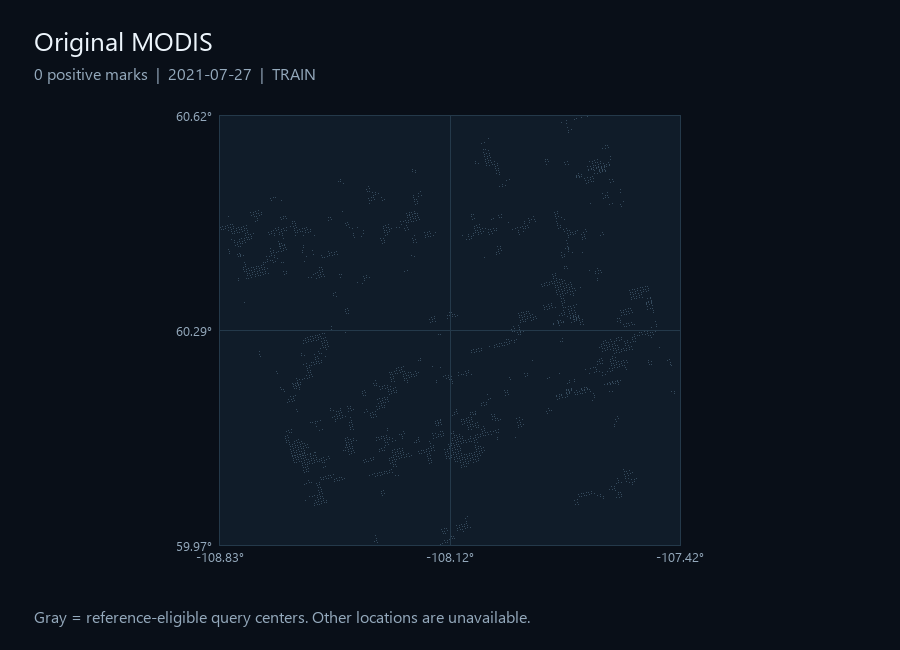 Original MODIS
0 positive marks | 2021-07-27 | TRAIN
60.62°
60.29°
59.97°
-108.83°
-108.12°
-107.42°
Gray = reference-eligible query centers. Other locations are unavailable.